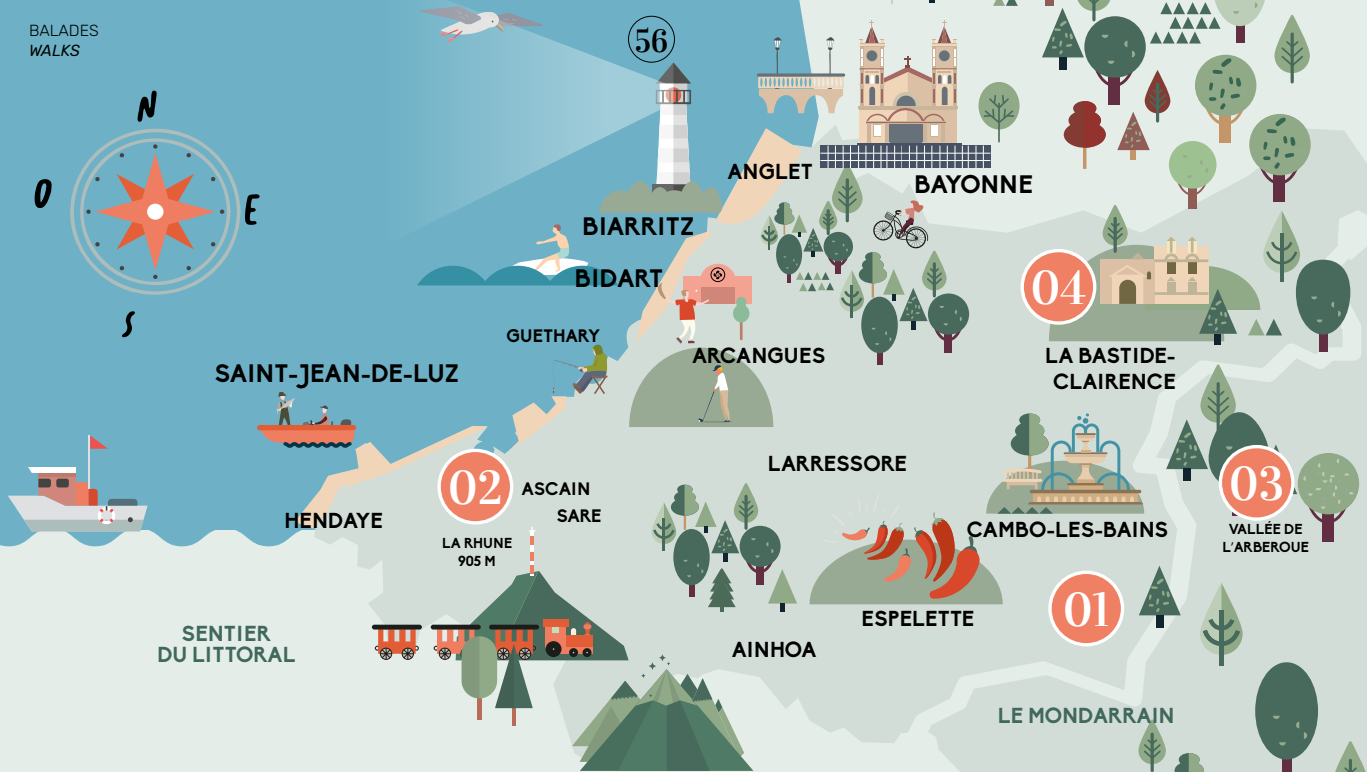 BALADES
WALKS
56
N
O
E
S
ANGLET
BAYONNE
BIARRITZ
BIDART
04
GUETHARY
ARCANGUES
LA BASTIDE-
CLAIRENCE
SAINT-JEAN-DE-LUZ
LARRESSORE
02
ASCAIN
SARE
03
HENDAYE
CAMBO-LES-BAINS
VALLÉE DE
L'ARBEROUE
LA RHUNE
905 M
01
ESPELETTE
SENTIER
DU LITTORAL
AINHOA
LE MONDARRAIN